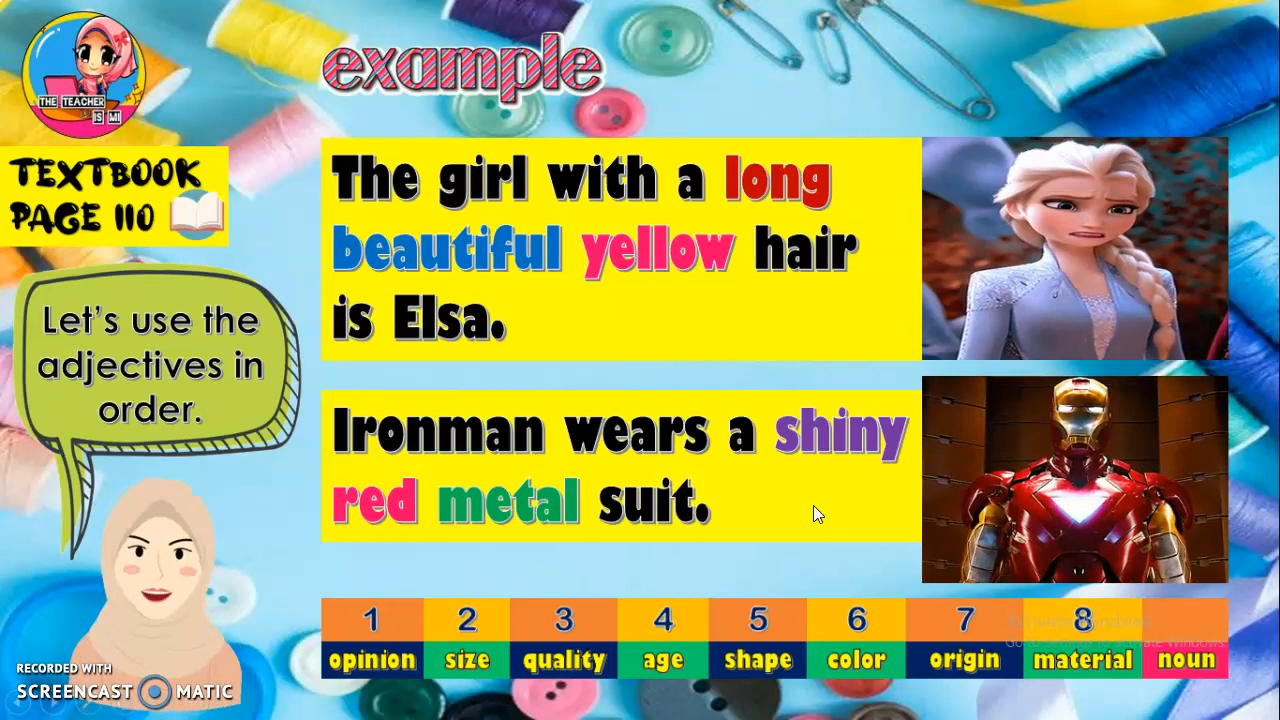 THE TEACHER
IS MI
example
TEXTBOOK
PAGE 110
The girl with a long
beautiful yellow hair
is Elsa.
Let's use the
adjectives in
order.
Ironman wears a shiny
red metal suit.
1 2 3 4 5 6 7 8
opinion size quality age shape color origin material noun
RECORDED WITH
SCREENCAST MATIC